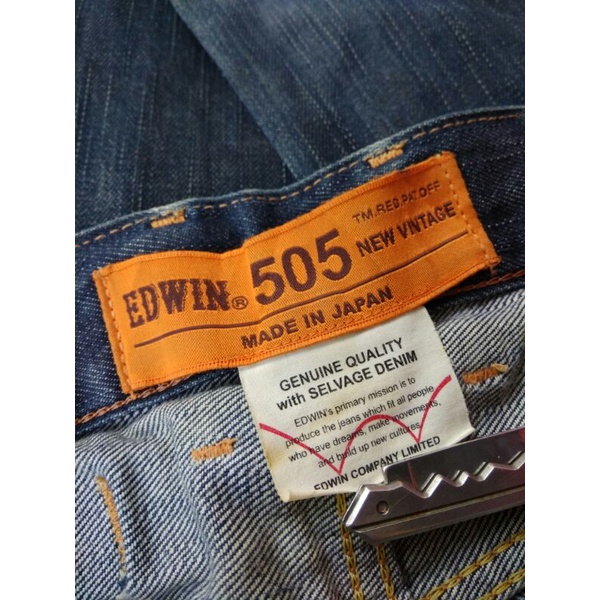 TM.REG.PAT.OFF
EDWIN® 505 NEW VINTAGE
MADE IN JAPAN
GENUINE QUALITY
with SELVAGE DENIM
EDWIN's primary mission is to
produce the jeans which fit all people
who have dreams, make movements,
and build up new cultures.
EDWIN COMPANY LIMITED